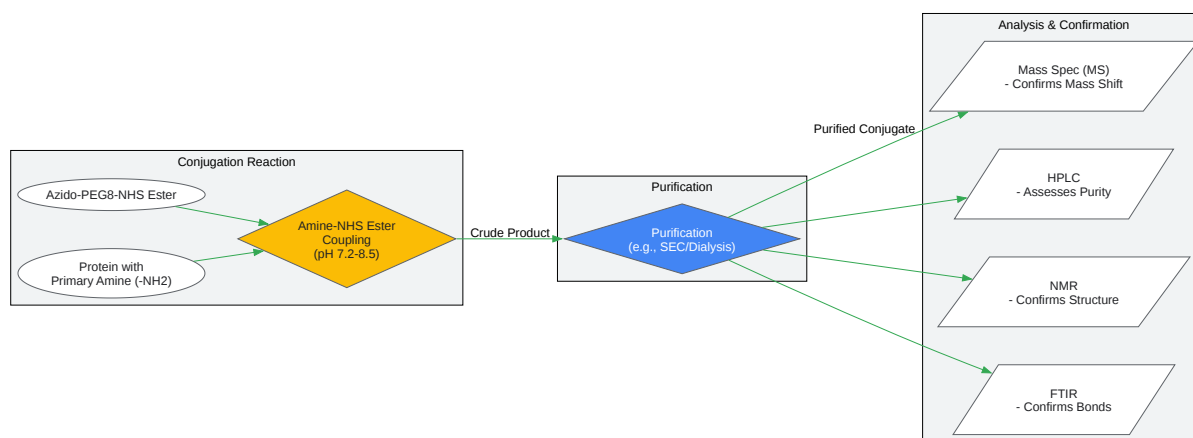 Conjugation Reaction
Azido-PEG8-NHS Ester
Protein with
Primary Amine (-NH2)
Amine-NHS Ester
Coupling
(pH 7.2-8.5)
Crude Product
Purification
Purification
(e.g., SEC/Dialysis)
Purified Conjugate
Analysis & Confirmation
Mass Spec (MS)
- Confirms Mass Shift
HPLC
- Assesses Purity
NMR
- Confirms Structure
FTIR
- Confirms Bonds